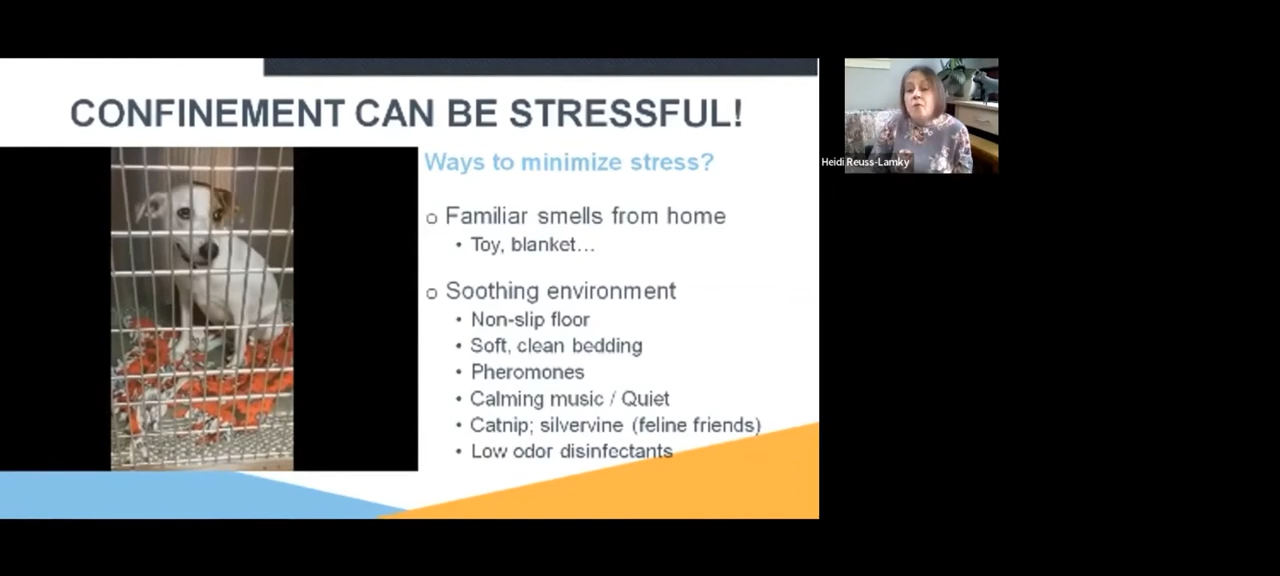 CONFINEMENT CAN BE STRESSFUL!
Ways to minimize stress?
o Familiar smells from home
• Toy, blanket…
o Soothing environment
• Non-slip floor
• Soft, clean bedding
• Pheromones
• Calming music / Quiet
• Catnip; silvervine (feline friends)
• Low odor disinfectants
Heidi Reuss-Lamky